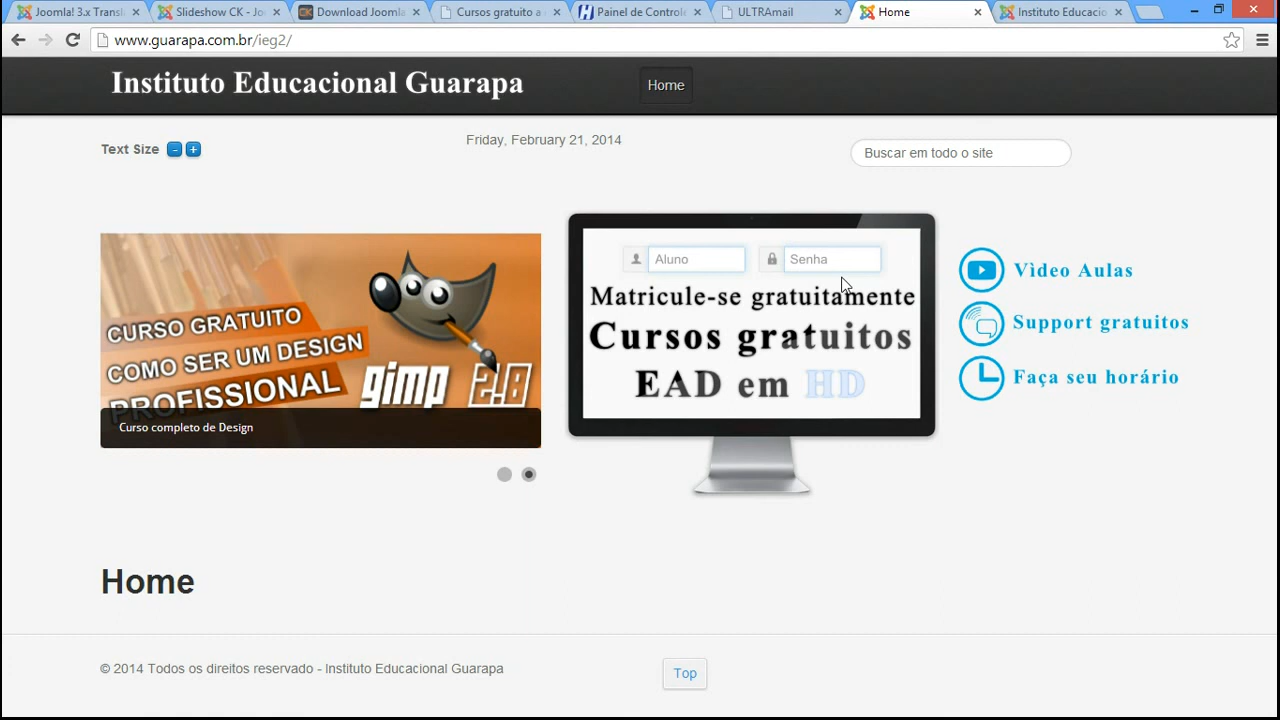 Joomla! 3.x Transl
Slideshow CK - Jo
Download Joomla
Cursos gratuito a
Painel de Control
ULTRAmail
Home
Instituto Educacio
www.guarapa.com.br/ieg2/
Instituto Educacional Guarapa
Home
Text Size - +
Friday, February 21, 2014
Buscar em todo o site
CURSO GRATUITO
COMO SER UM DESIGN
PROFISSIONAL
gimp 2.8
Curso completo de Design
Aluno
Senha
Matricule-se gratuitamente
Cursos gratuitos
EAD em HD
Vìdeo Aulas
Support gratuitos
Faça seu horário
Home
© 2014 Todos os direitos reservado - Instituto Educacional Guarapa
Top